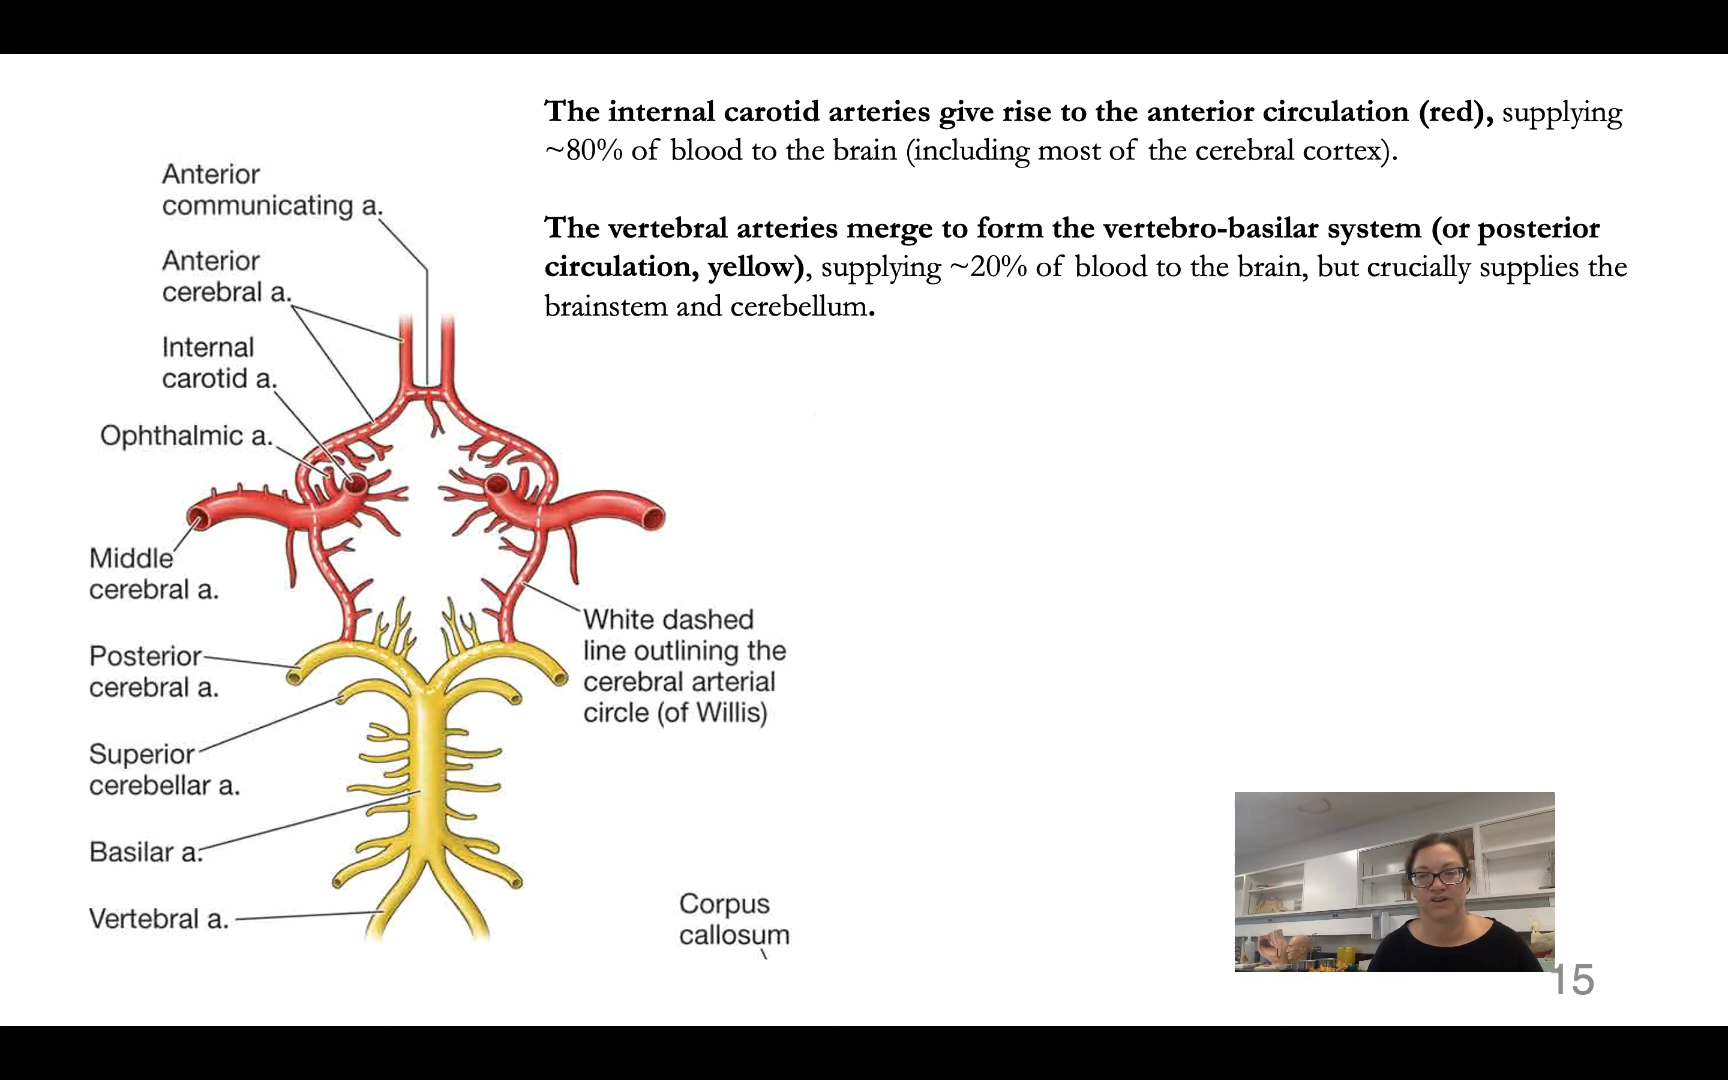 The internal carotid arteries give rise to the anterior circulation (red), supplying
~80% of blood to the brain (including most of the cerebral cortex).
The vertebral arteries merge to form the vertebro-basilar system (or posterior
circulation, yellow), supplying ~20% of blood to the brain, but crucially supplies the
brainstem and cerebellum.
Anterior
communicating a.
Anterior
cerebral a.
Internal
carotid a.
Ophthalmic a.
Middle
cerebral a.
Posterior
cerebral a.
Superior
cerebellar a.
Basilar a.
Vertebral a.
White dashed
line outlining the
cerebral arterial
circle (of Willis)
Corpus
callosum
15